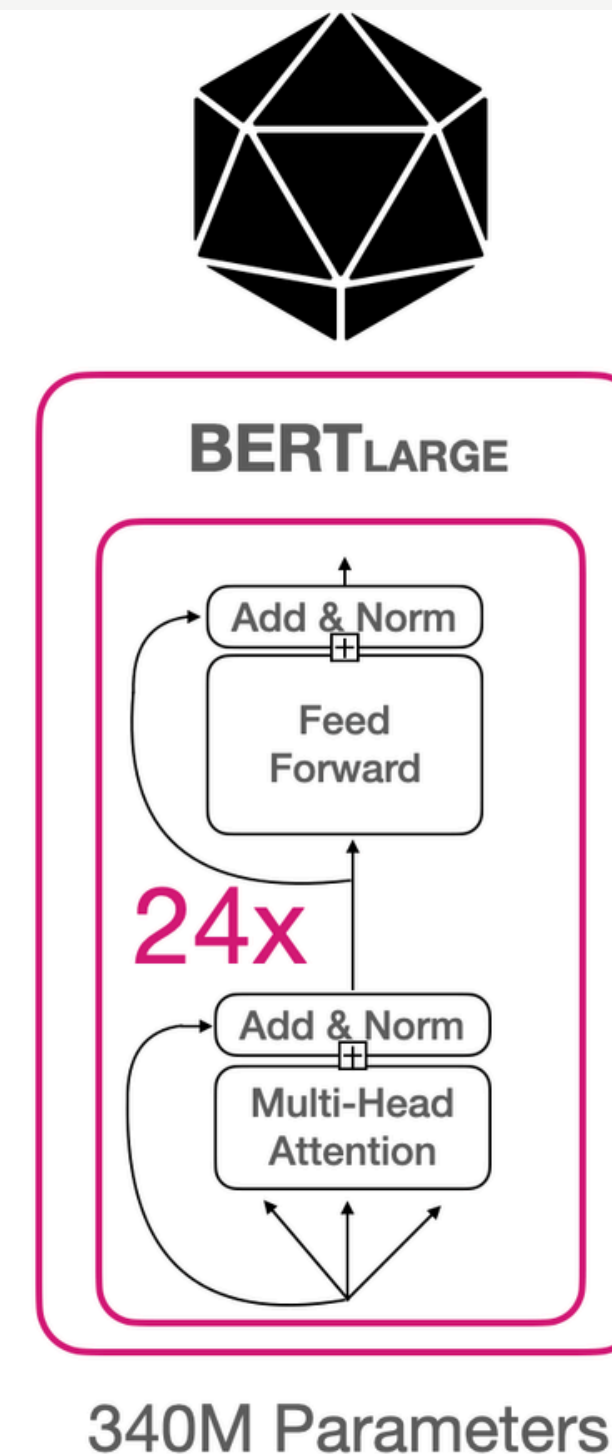 BERTLARGE
Add & Norm
Feed
Forward
24x
Add & Norm
Multi-Head
Attention
340M Parameters